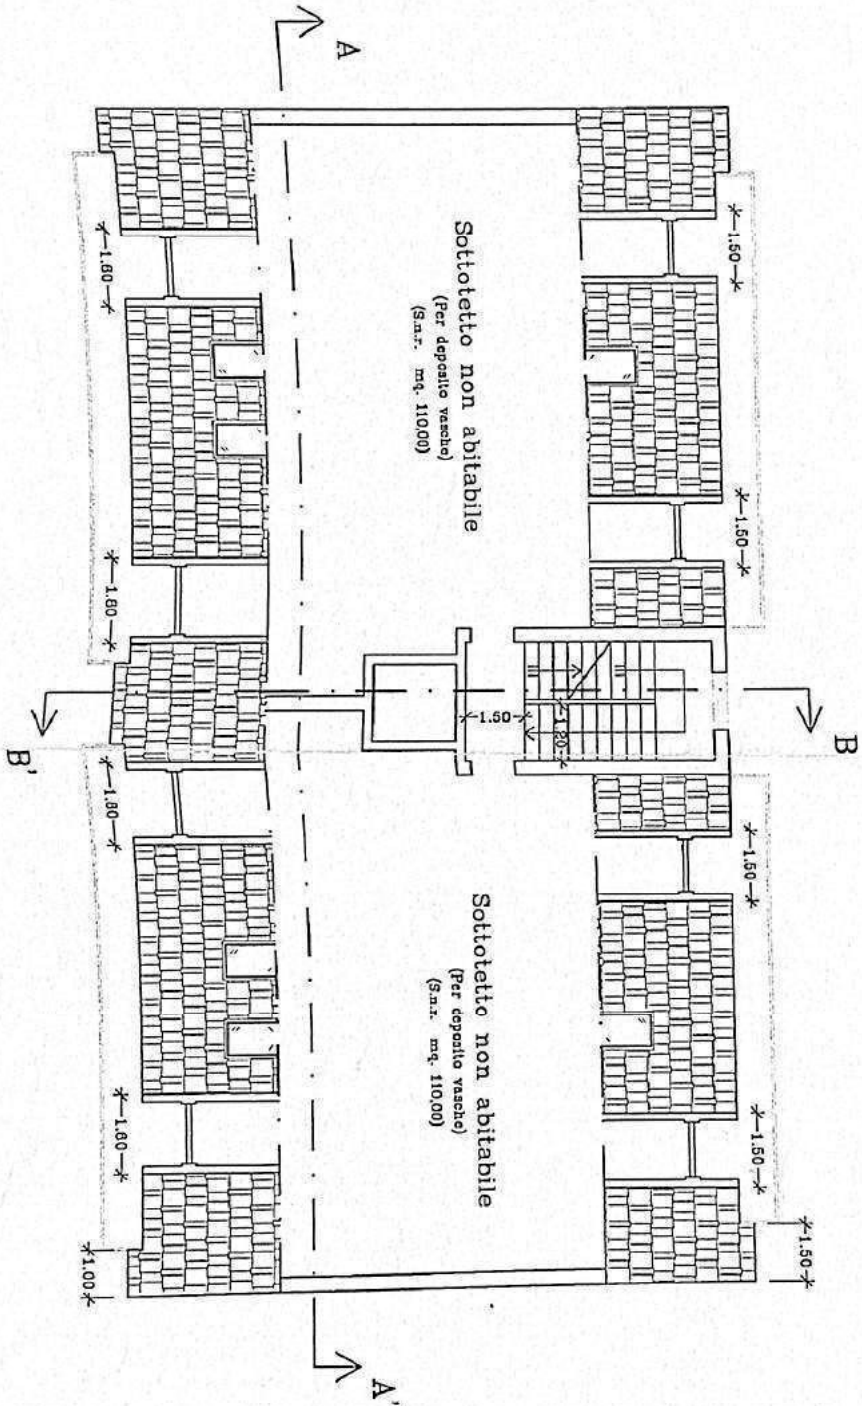 A
1.60
1.50
Sottotetto non abitabile
(Per deposito vasche)
(S.n.r. mq. 110,00)
1.80
1.50
B'
1.50
1.20
B
1.80
1.50
Sottotetto non abitabile
(Per deposito vasche)
(S.n.r. mq. 110,00)
1.60
1.50
1.00
1.50
A'